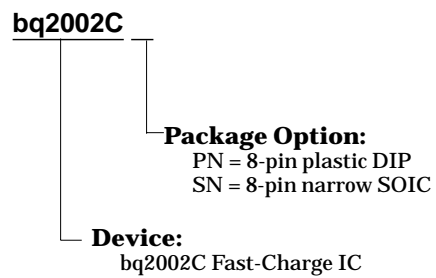 bq2002C
Package Option:
PN = 8-pin plastic DIP
SN = 8-pin narrow SOIC
Device:
bq2002C Fast-Charge IC